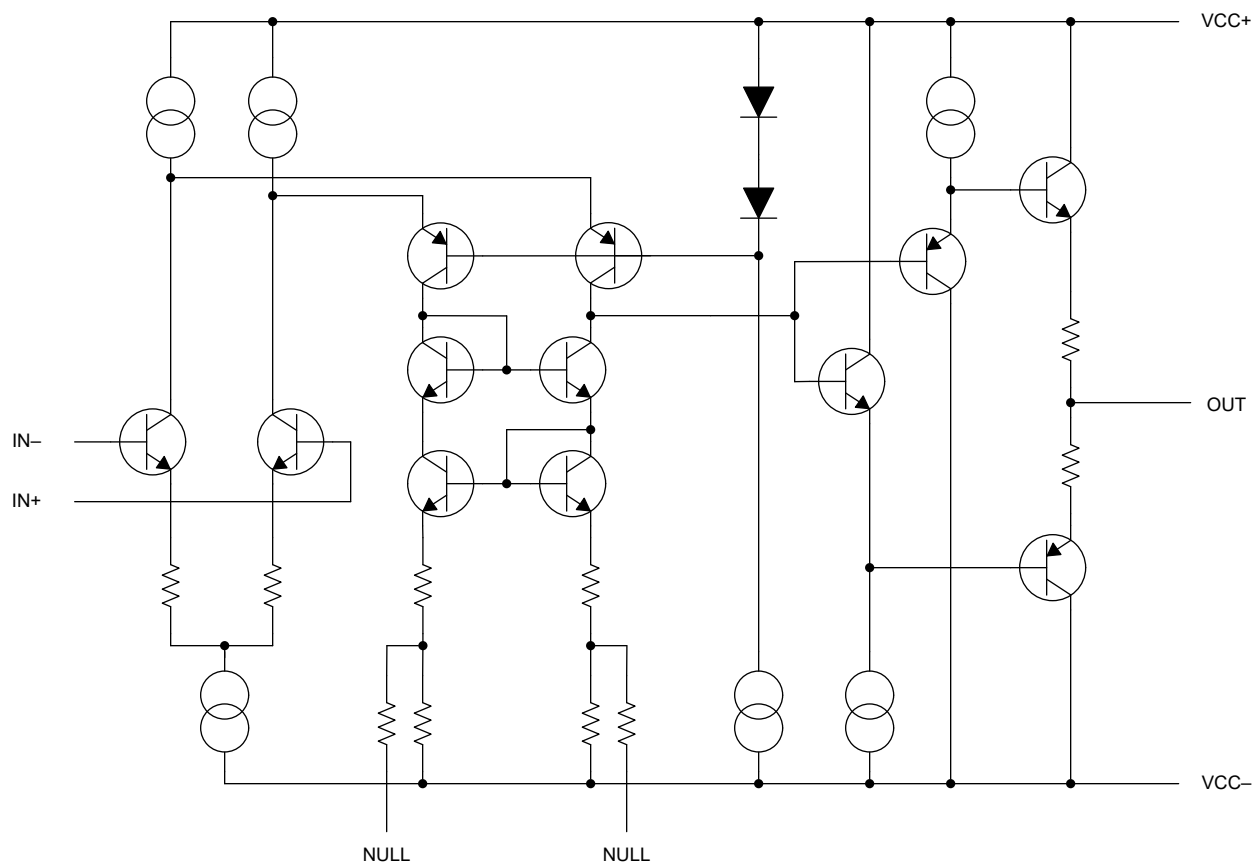 VCC+
OUT
IN–
IN+
VCC–
NULL
NULL